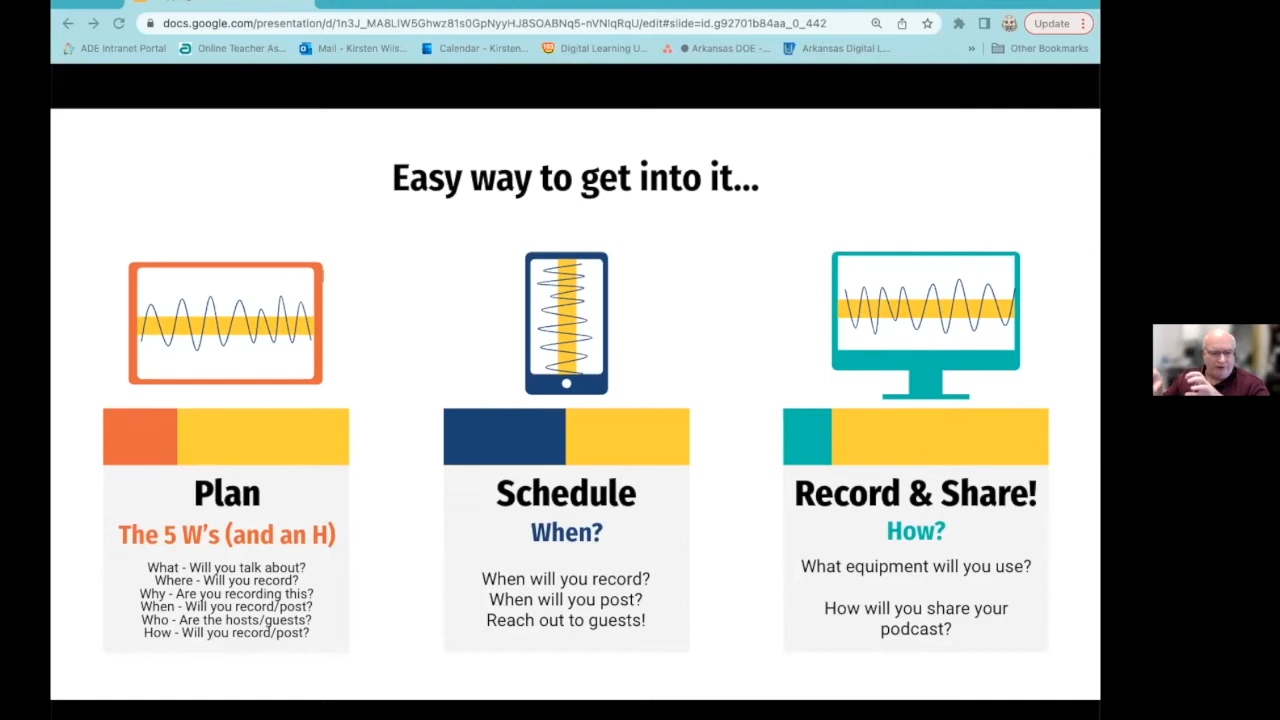 docs.google.com/presentation/d/1n3J_MA8LlW5Ghwz81s0GpNyyHJ8SOABNq5-nVNlqRqU/edit#slide=id.g92701b84aa_0_442
Update
ADE Intranet Portal
Online Teacher As...
Mail - Kirsten Wils...
Calendar - Kirsten...
Digital Learning U...
Arkansas DOE -...
Arkansas Digital L...
»
Other Bookmarks
Easy way to get into it...
Plan
The 5 W's (and an H)
What - Will you talk about?
Where - Will you record?
Why - Are you recording this?
When - Will you record/post?
Who - Are the hosts/guests?
How - Will you record/post?
Schedule
When?
When will you record?
When will you post?
Reach out to guests!
Record & Share!
How?
What equipment will you use?
How will you share your
podcast?